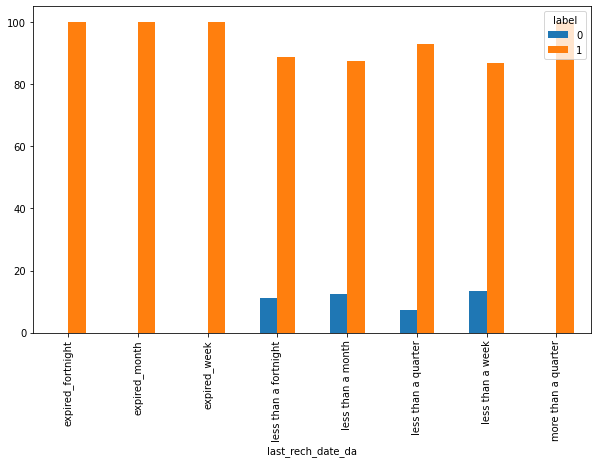 label
0
1
100
80
60
40
20
0
expired_fortnight
expired_month
expired_week
less than a fortnight
less than a month
less than a quarter
less than a week
more than a quarter
last_rech_date_da